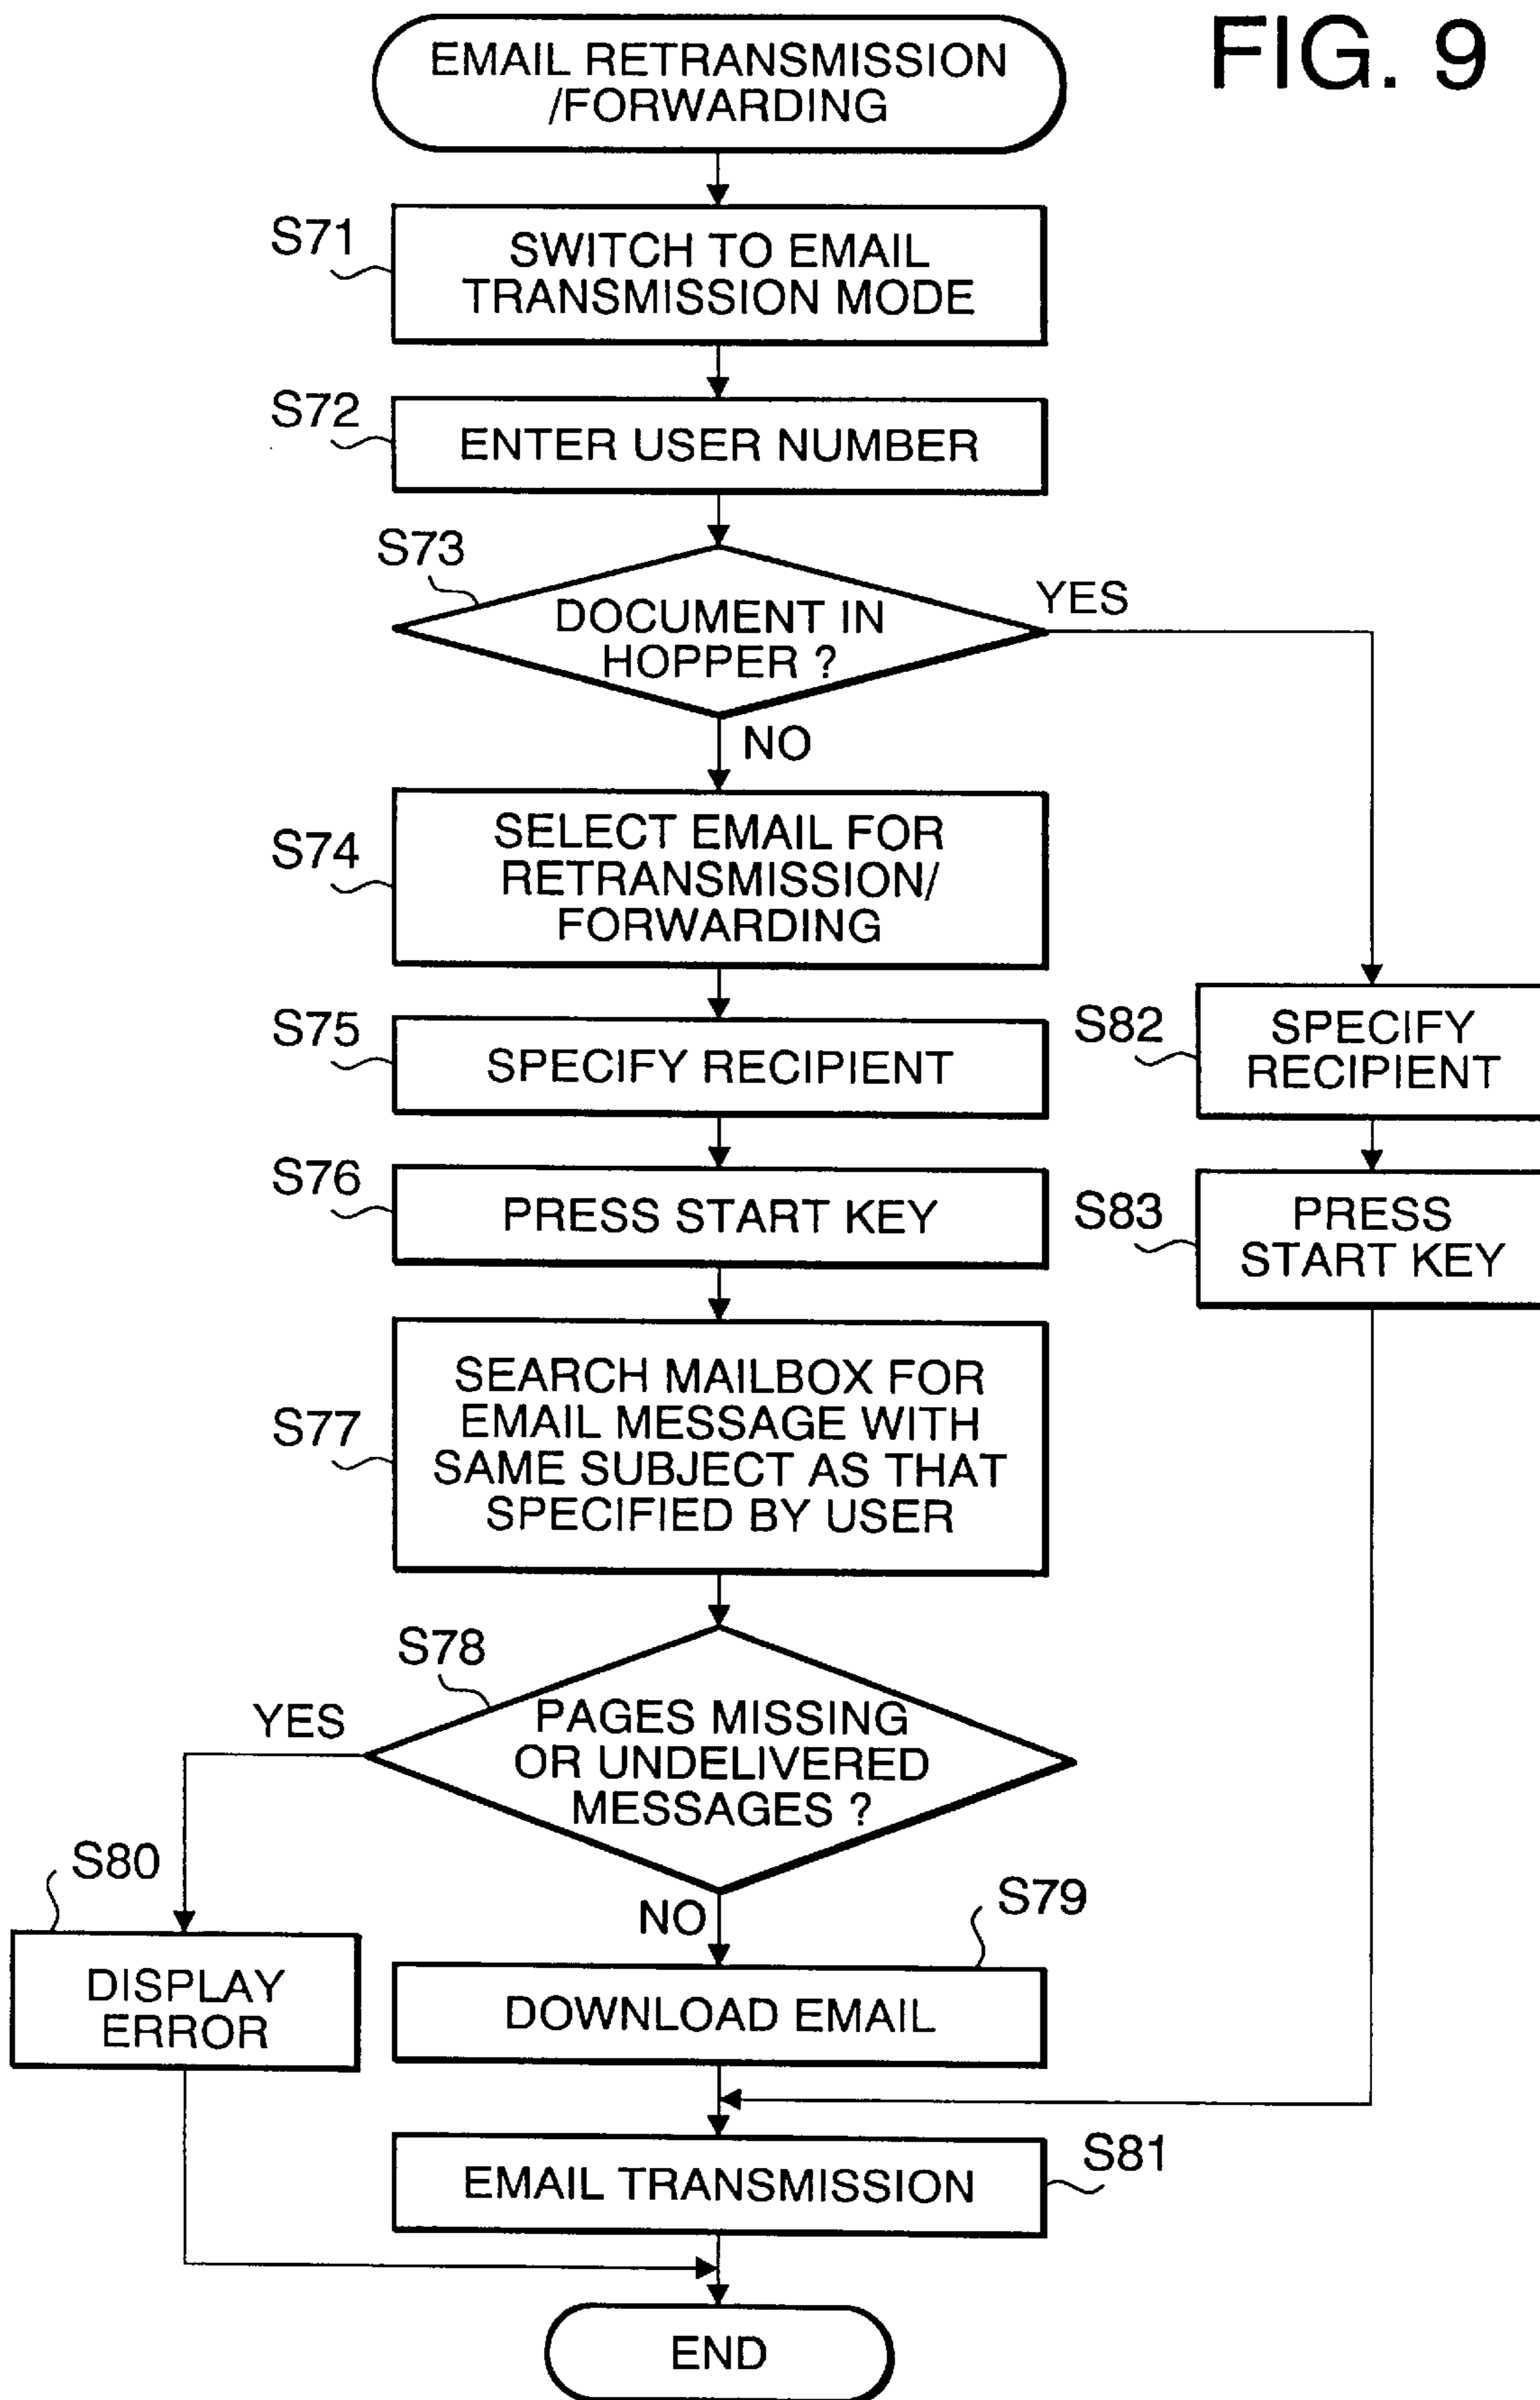 FIG. 9
EMAIL RETRANSMISSION
/FORWARDING
S71
SWITCH TO EMAIL
TRANSMISSION MODE
S72
ENTER USER NUMBER
S73
DOCUMENT IN
HOPPER ?
YES
NO
S74
SELECT EMAIL FOR
RETRANSMISSION/
FORWARDING
S75
SPECIFY RECIPIENT
S82
SPECIFY
RECIPIENT
S76
PRESS START KEY
S83
PRESS
START KEY
S77
SEARCH MAILBOX FOR
EMAIL MESSAGE WITH
SAME SUBJECT AS THAT
SPECIFIED BY USER
S78
PAGES MISSING
OR UNDELIVERED
MESSAGES ?
YES
NO
S80
DISPLAY
ERROR
S79
DOWNLOAD EMAIL
S81
EMAIL TRANSMISSION
END